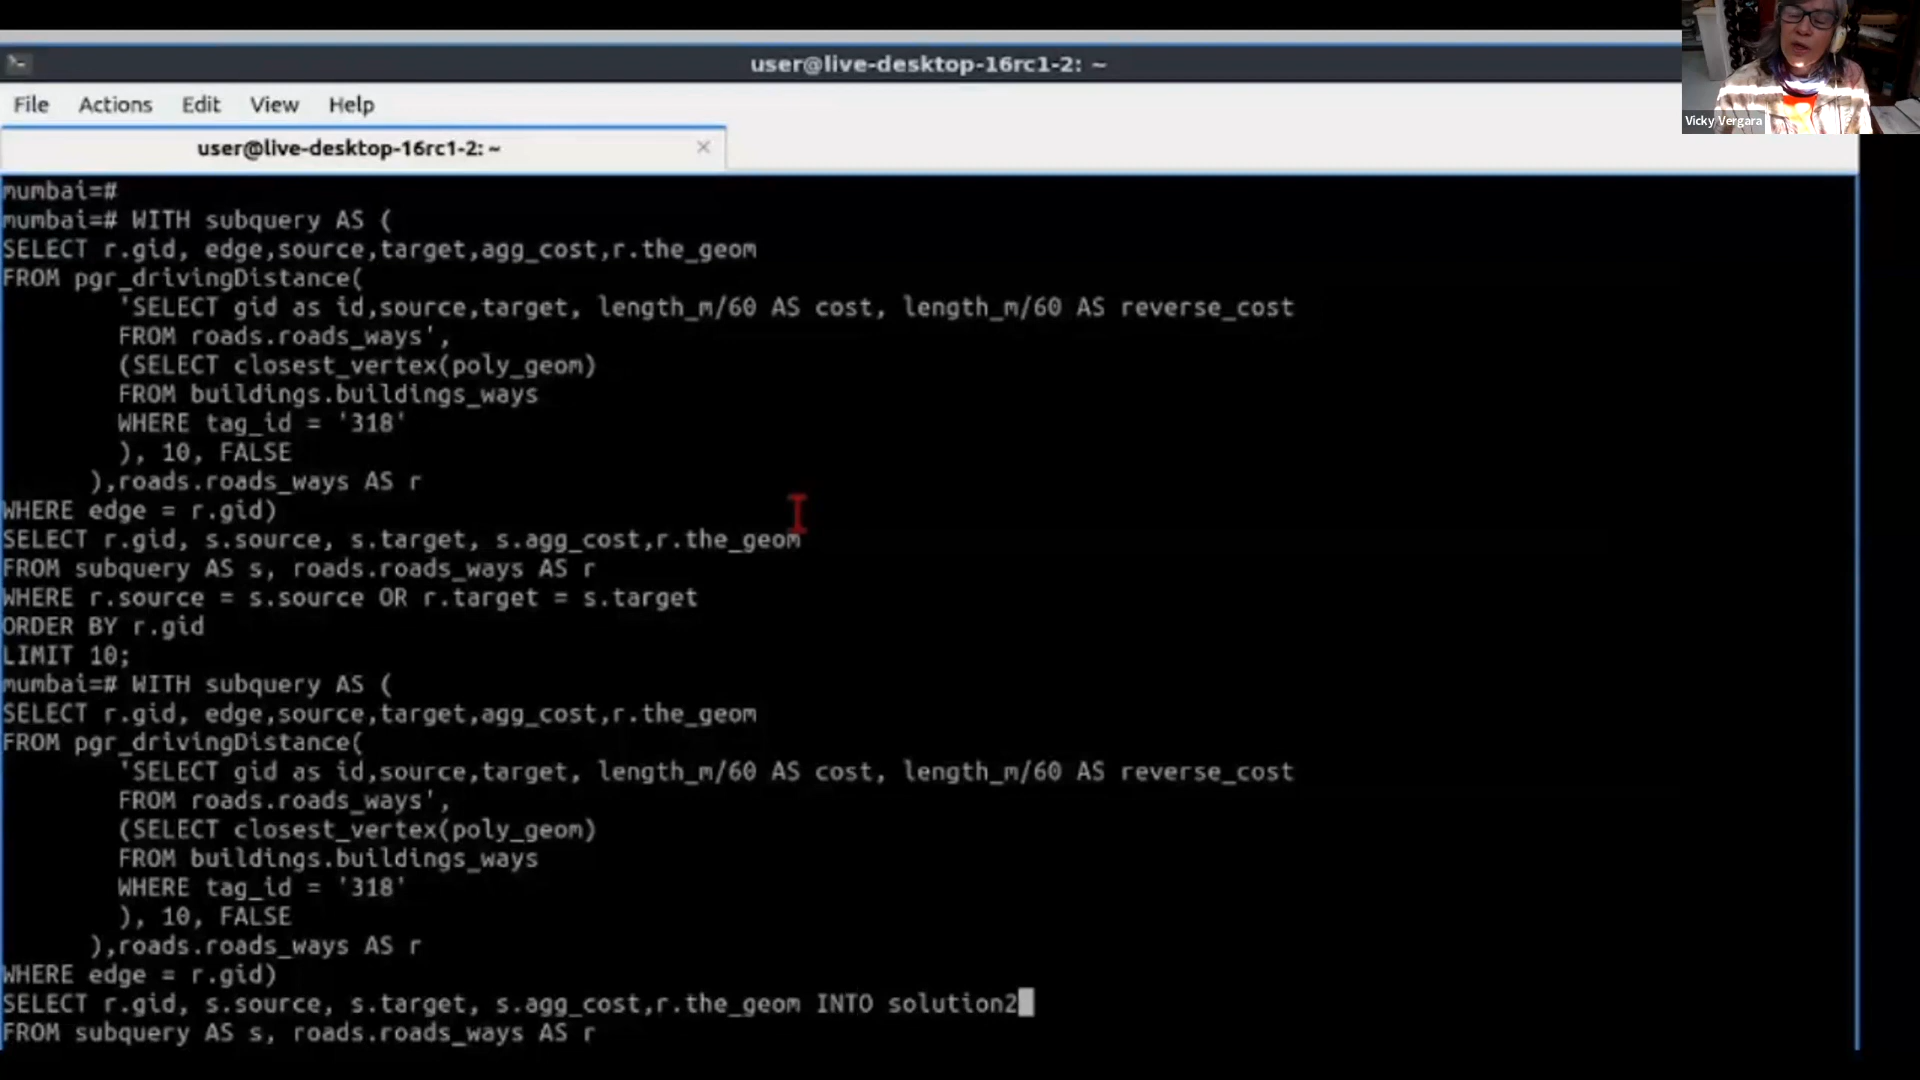 user@live-desktop-16rc1-2: ~
Vicky Vergara
File Actions Edit View Help
user@live-desktop-16rc1-2: ~
mumbai=#
mumbai=# WITH subquery AS (
SELECT r.gid, edge,source,target,agg_cost,r.the_geom
FROM pgr_drivingDistance(
'SELECT gid as id,source,target, length_m/60 AS cost, length_m/60 AS reverse_cost
FROM roads.roads_ways',
(SELECT closest_vertex(poly_geom)
FROM buildings.buildings_ways
WHERE tag_id = '318'
), 10, FALSE
),roads.roads_ways AS r
WHERE edge = r.gid)
SELECT r.gid, s.source, s.target, s.agg_cost,r.the_geom
FROM subquery AS s, roads.roads_ways AS r
WHERE r.source = s.source OR r.target = s.target
ORDER BY r.gid
LIMIT 10;
mumbai=# WITH subquery AS (
SELECT r.gid, edge,source,target,agg_cost,r.the_geom
FROM pgr_drivingDistance(
'SELECT gid as id,source,target, length_m/60 AS cost, length_m/60 AS reverse_cost
FROM roads.roads_ways',
(SELECT closest_vertex(poly_geom)
FROM buildings.buildings_ways
WHERE tag_id = '318'
), 10, FALSE
),roads.roads_ways AS r
WHERE edge = r.gid)
SELECT r.gid, s.source, s.target, s.agg_cost,r.the_geom INTO solution2
FROM subquery AS s, roads.roads_ways AS r